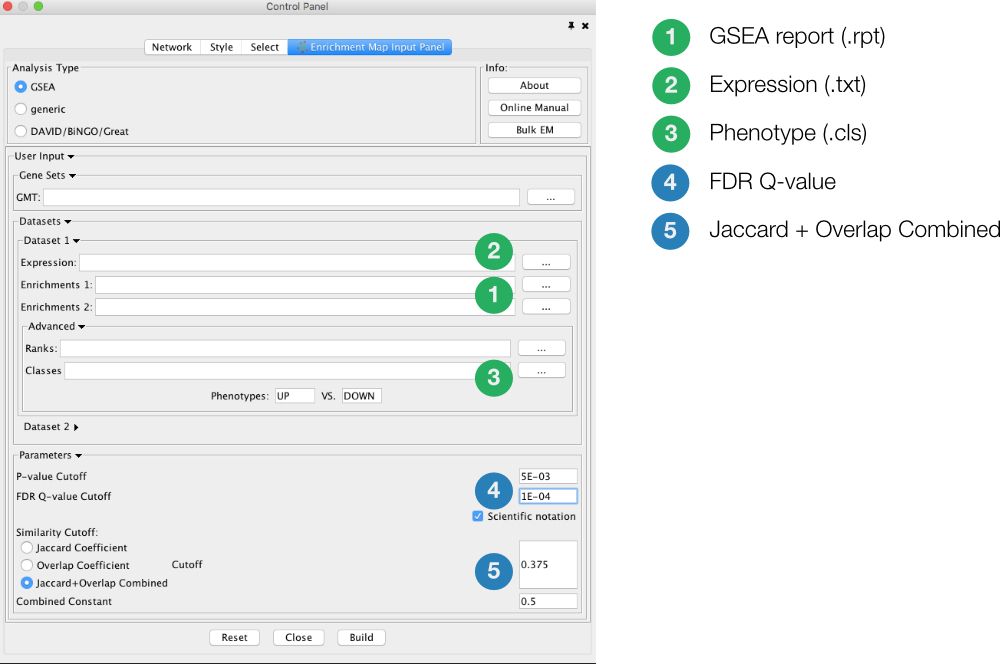 Control Panel
Network Style Select Enrichment Map Input Panel
Analysis Type
GSEA
generic
DAVID/BiNGO/Great
Info:
About
Online Manual
Bulk EM
User Input
Gene Sets
GMT: ...
Datasets
Dataset 1
Expression: 2 ...
Enrichments 1: ...
1
Enrichments 2: ...
Advanced
Ranks: ...
Classes 3 ...
Phenotypes: UP VS. DOWN
Dataset 2
Parameters
P-value Cutoff 5E-03
FDR Q-value Cutoff 4 1E-04
Scientific notation
Similarity Cutoff:
Jaccard Coefficient
Overlap Coefficient Cutoff 5 0.375
Jaccard+Overlap Combined
Combined Constant 0.5
Reset Close Build
1 GSEA report (.rpt)
2 Expression (.txt)
3 Phenotype (.cls)
4 FDR Q-value
5 Jaccard + Overlap Combined